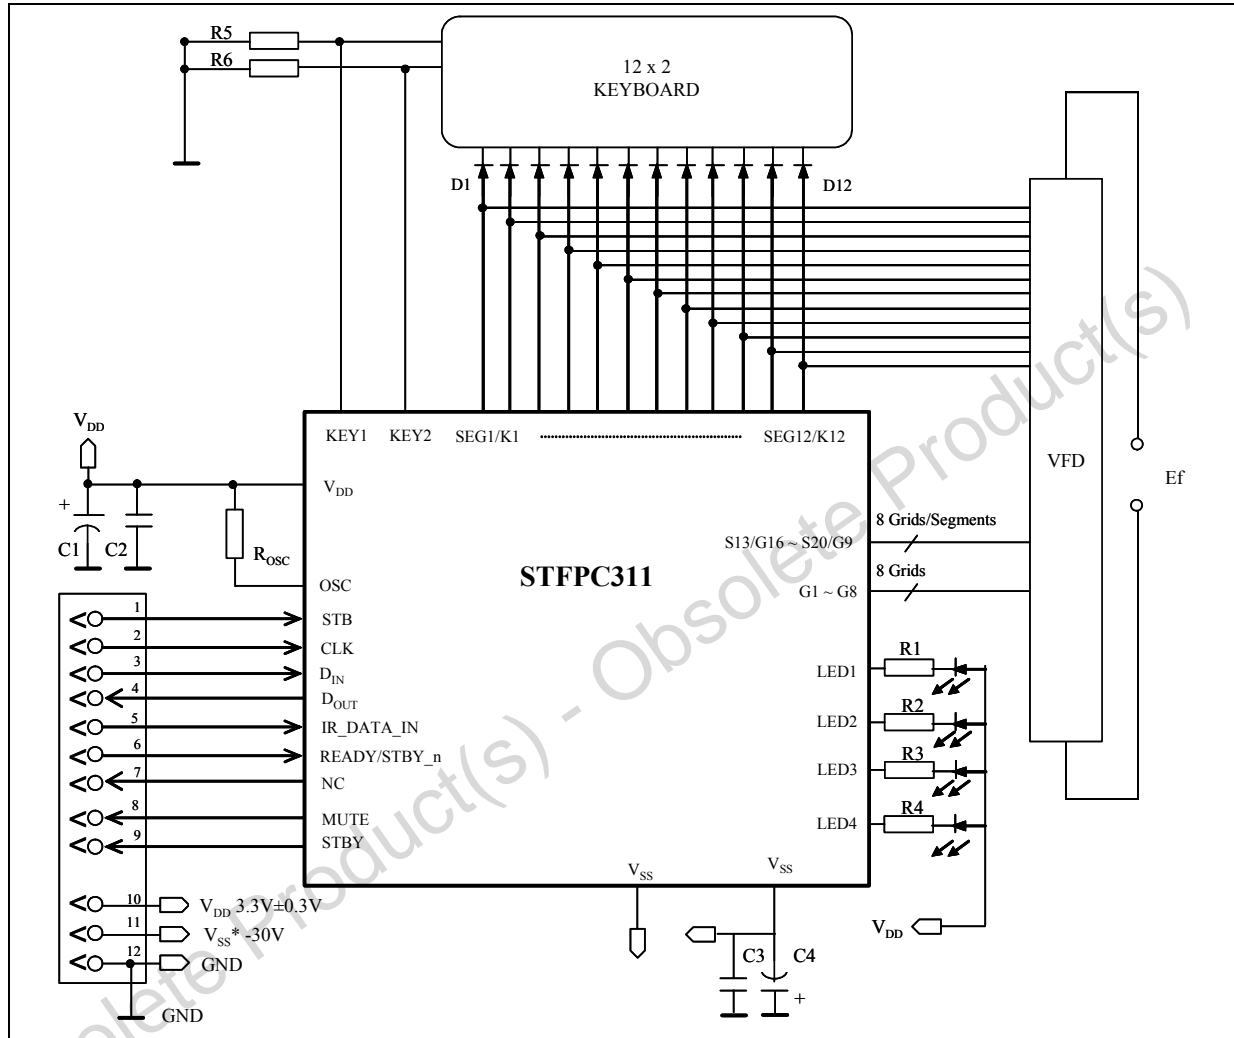 R5
R6
12 x 2
KEYBOARD
D1
D12
VDD
KEY1 KEY2 SEG1/K1 SEG12/K12
VDD
+
C1 C2
ROSC
OSC
VFD
Ef
8 Grids/Segments
S13/G16 ~ S20/G9
8 Grids
G1 ~ G8
STFPC311
1 STB
2 CLK
3 DIN
4 DOUT
5 IR_DATA_IN
6 READY/STBY_n
7 NC
8 MUTE
9 STBY
10 VDD 3.3V±0.3V
11 VSS* -30V
12 GND
GND
LED1 R1
LED2 R2
LED3 R3
LED4 R4
VSS
VSS
VDD
C3 C4
+
olete Product(s) - Obsolete Product(s)